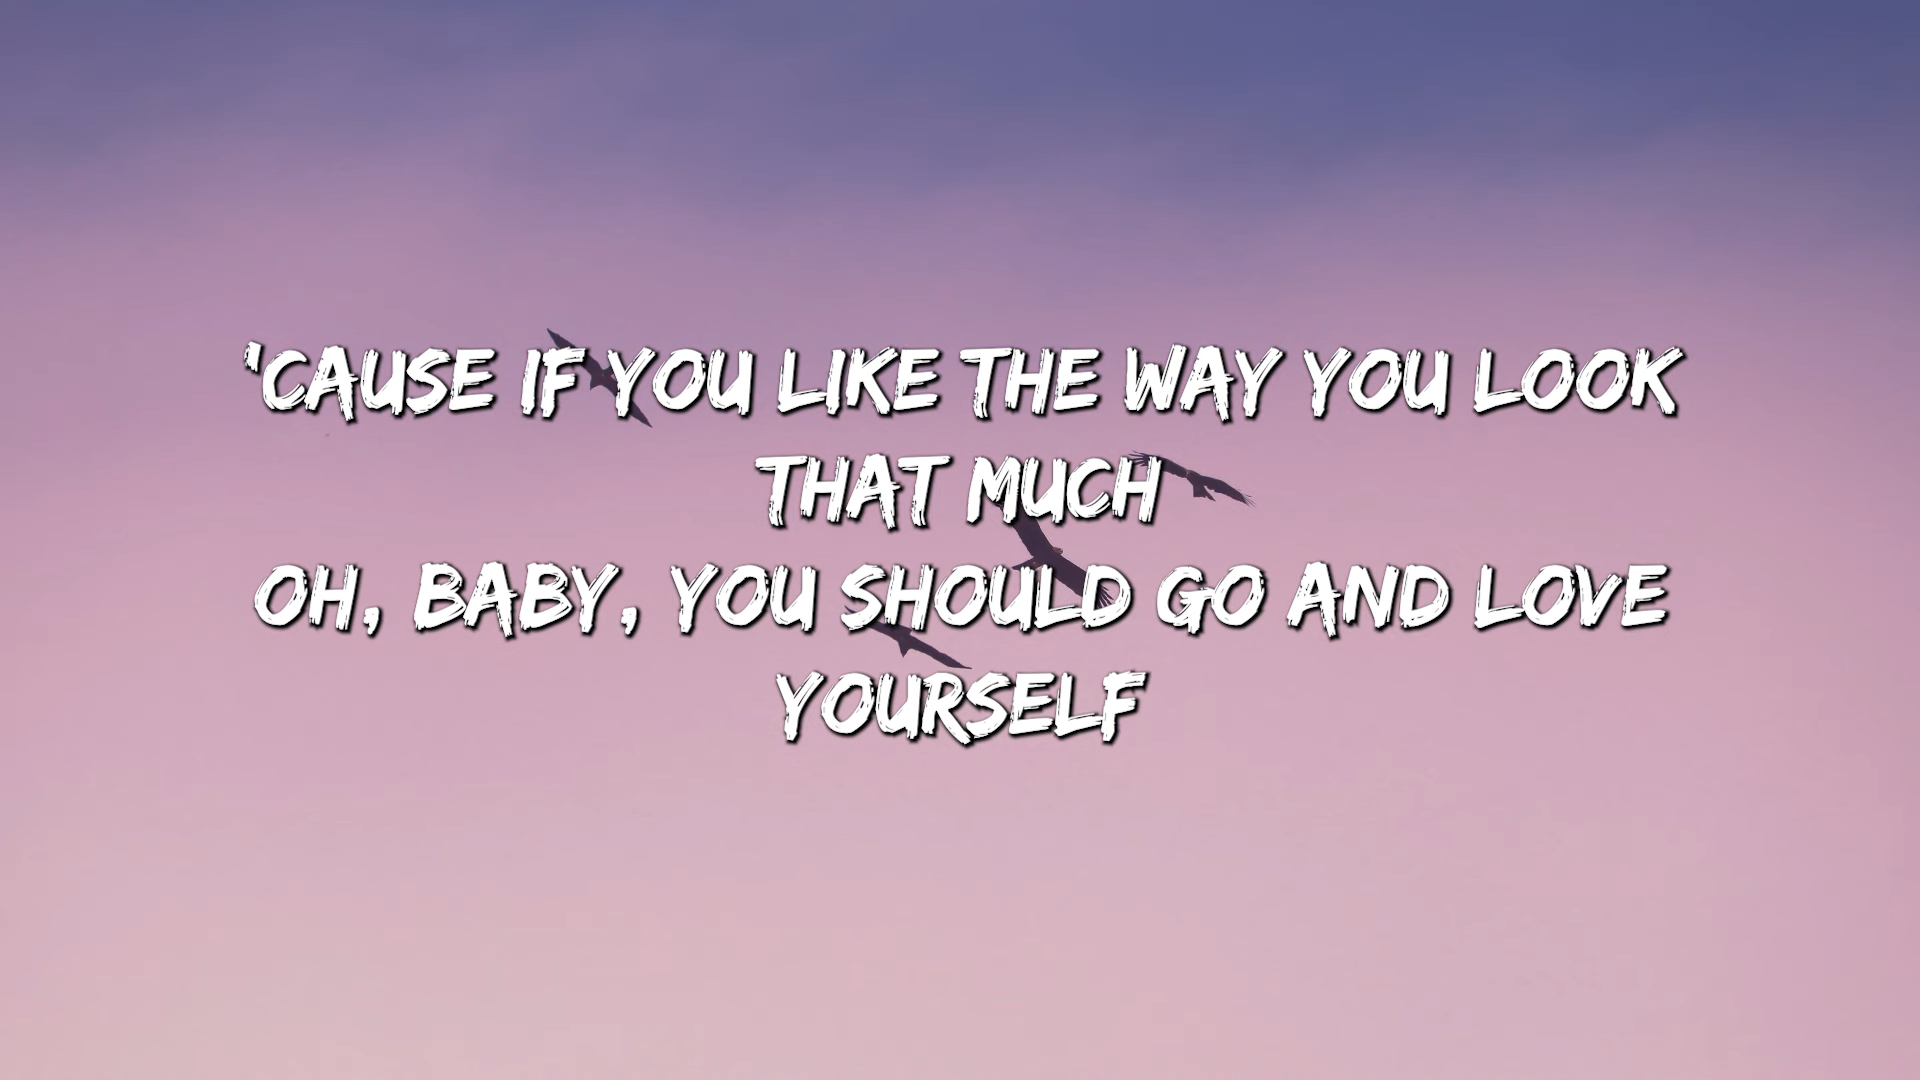 'CAUSE IF YOU LIKE THE WAY YOU LOOK
THAT MUCH
OH, BABY, YOU SHOULD GO AND LOVE
YOURSELF